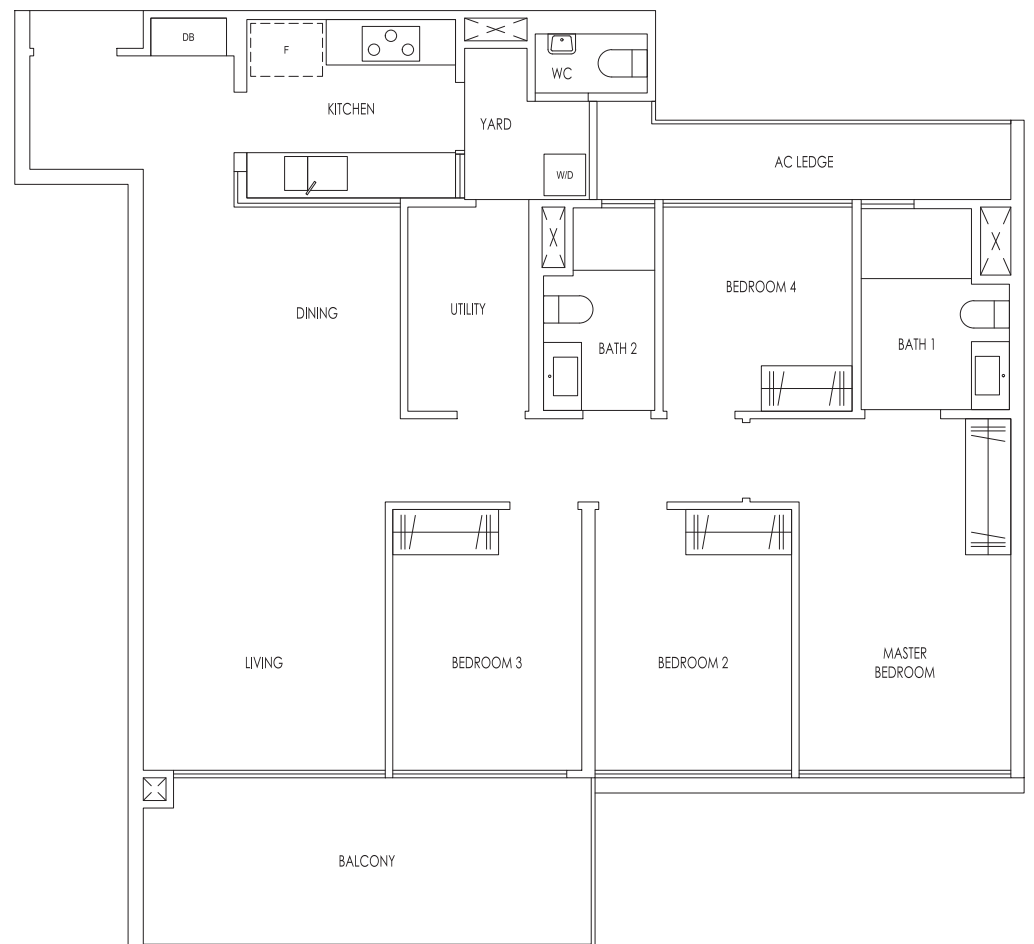 DB
F
WC
KITCHEN
YARD
AC LEDGE
W/D
BEDROOM 4
DINING
UTILITY
BATH 2
BATH 1
LIVING
BEDROOM 3
BEDROOM 2
MASTER
BEDROOM
BALCONY